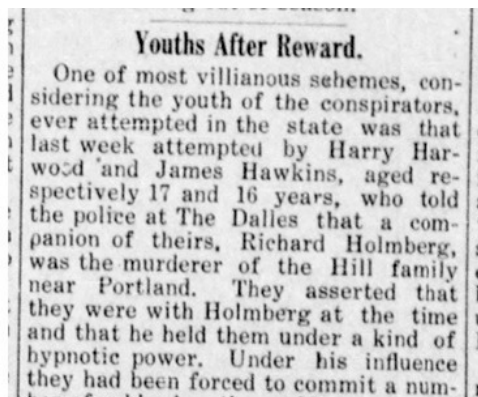 Youths After Reward.
One of most villianous sehemes, con-
sidering the youth of the conspirators,
ever attempted in the state was that
last week attempted by Harry Har-
wood and James Hawkins, aged re-
spectively 17 and 16 years, who told
the police at The Dalles that a com-
panion of theirs, Richard Holmberg,
was the murderer of the Hill family
near Portland. They asserted that
they were with Holmberg at the time
and that he held them under a kind of
hypnotic power. Under his influence
they had been forced to commit a num-